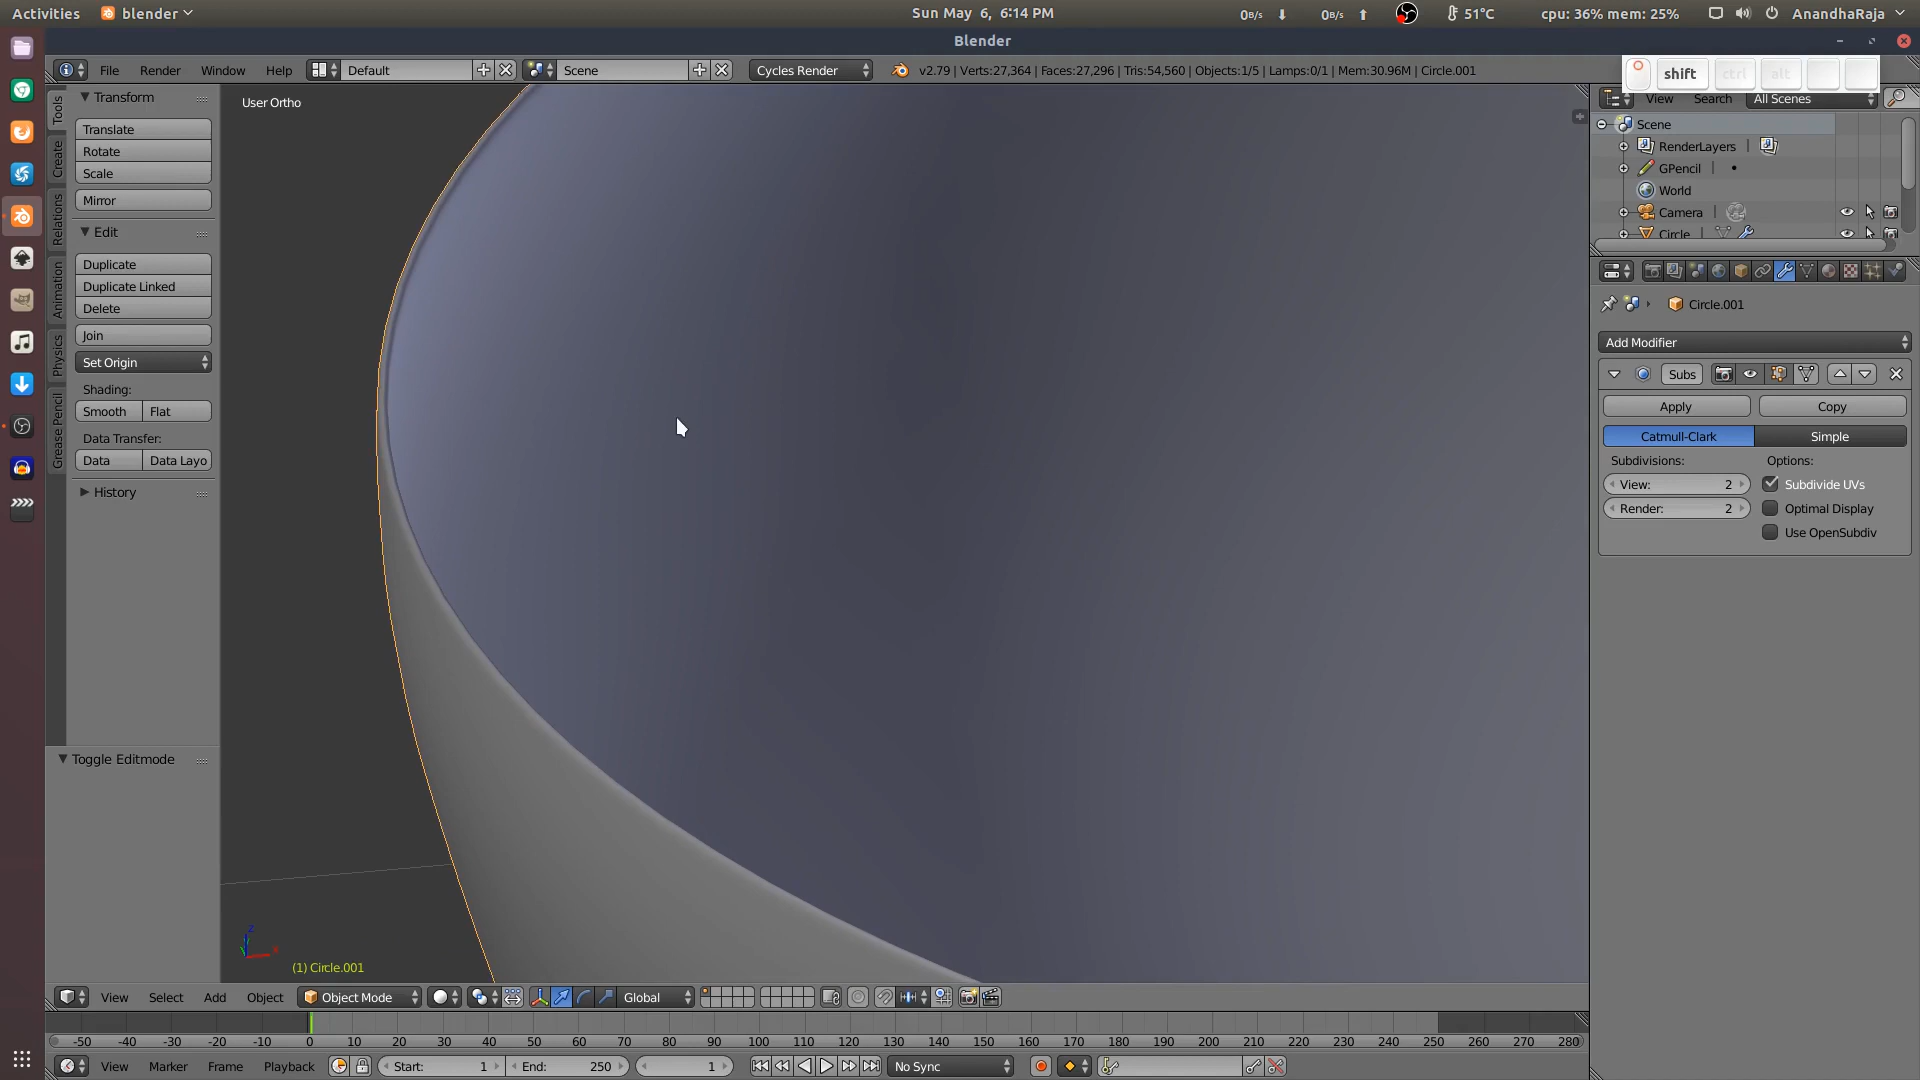 Activities blender Sun May 6, 6:14 PM 0B/s 0B/s 51°C cpu: 36% mem: 25% AnandhaRaja
Blender
File Render Window Help Default Scene Cycles Render v2.79 | Verts:27,364 | Faces:27,296 | Tris:54,560 | Objects:1/5 | Lamps:0/1 | Mem:30.96M | Circle.001
shift ctrl alt
View Search All Scenes
User Ortho
Tools
Create
Relations
Animation
Physics
Grease Pencil
Transform
Translate
Rotate
Scale
Mirror
Edit
Duplicate
Duplicate Linked
Delete
Join
Set Origin
Shading:
Smooth Flat
Data Transfer:
Data Data Layo
History
Toggle Editmode
Scene
RenderLayers
GPencil
World
Camera
Circle
Circle.001
Add Modifier
Subs
Apply Copy
Catmull-Clark Simple
Subdivisions: Options:
View: 2 Subdivide UVs
Render: 2 Optimal Display
Use OpenSubdiv
(1) Circle.001
View Select Add Object Object Mode Global
-50 -40 -30 -20 -10 0 10 20 30 40 50 60 70 80 90 100 110 120 130 140 150 160 170 180 190 200 210 220 230 240 250 260 270 280
View Marker Frame Playback Start: 1 End: 250 1 No Sync